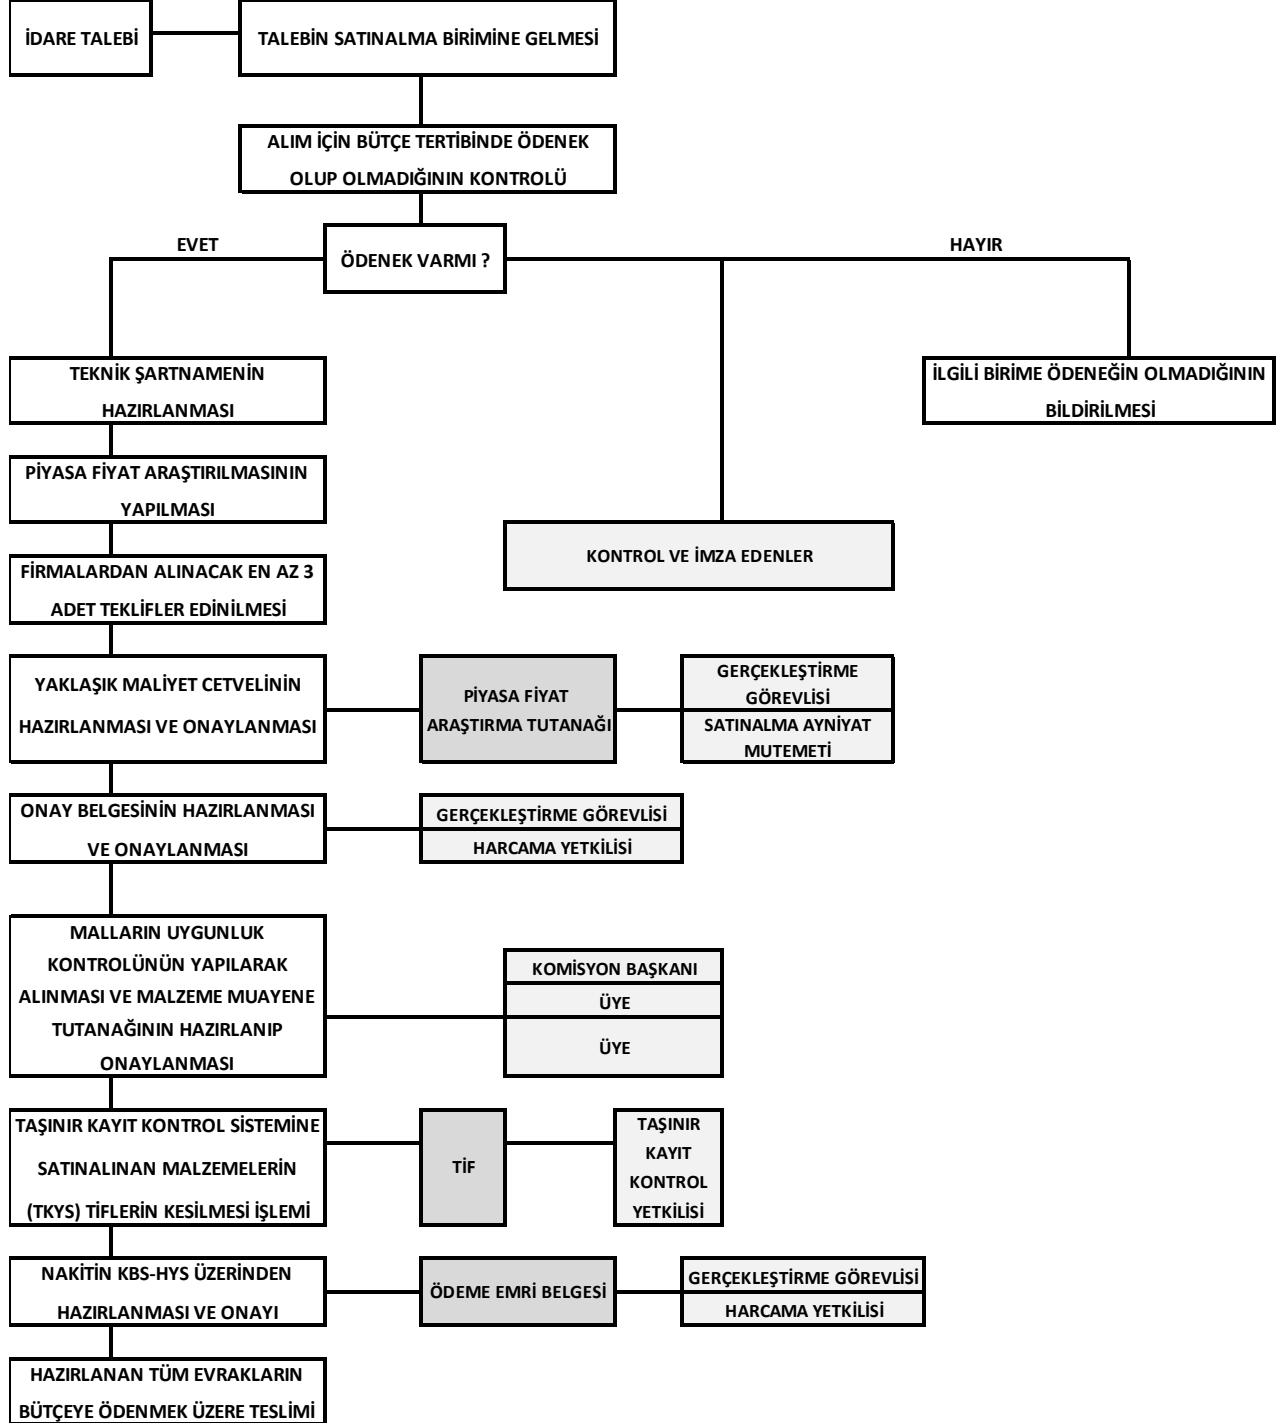 İDARE TALEBİ
TALEBİN SATINALMA BİRİMİNE GELMESİ
ALIM İÇİN BÜTÇE TERTİBİNDE ÖDENEK
OLUP OLMADIĞININ KONTROLÜ
EVET
ÖDENEK VARMI ?
HAYIR
TEKNİK ŞARTNAMENİN
HAZIRLANMASI
İLGİLİ BİRİME ÖDENEĞİN OLMADIĞININ
BİLDİRİLMESİ
PİYASA FİYAT ARAŞTIRILMASININ
YAPILMASI
KONTROL VE İMZA EDENLER
FİRMALARDAN ALINACAK EN AZ 3
ADET TEKLİFLER EDİNİLMESİ
YAKLAŞIK MALİYET CETVELİNİN
HAZIRLANMASI VE ONAYLANMASI
PİYASA FİYAT
ARAŞTIRMA TUTANAĞI
GERÇEKLEŞTİRME
GÖREVLİSİ
SATINALMA AYNİYAT
MUTEMETİ
ONAY BELGESİNİN HAZIRLANMASI
VE ONAYLANMASI
GERÇEKLEŞTİRME GÖREVLİSİ
HARCAMA YETKİLİSİ
MALLARIN UYGUNLUK
KONTROLÜNÜN YAPILARAK
ALINMASI VE MALZEME MUAYENE
TUTANAĞININ HAZIRLANIP
ONAYLANMASI
KOMİSYON BAŞKANI
ÜYE
ÜYE
TAŞINIR KAYIT KONTROL SİSTEMİNE
SATINALINAN MALZEMELERİN
(TKYS) TİFLERİN KESİLMESİ İŞLEMİ
TİF
TAŞINIR
KAYIT
KONTROL
YETKİLİSİ
NAKİTİN KBS-HYS ÜZERİNDEN
HAZIRLANMASI VE ONAYI
ÖDEME EMRİ BELGESİ
GERÇEKLEŞTİRME GÖREVLİSİ
HARCAMA YETKİLİSİ
HAZIRLANAN TÜM EVRAKLARIN
BÜTÇEYE ÖDENMEK ÜZERE TESLİMİ